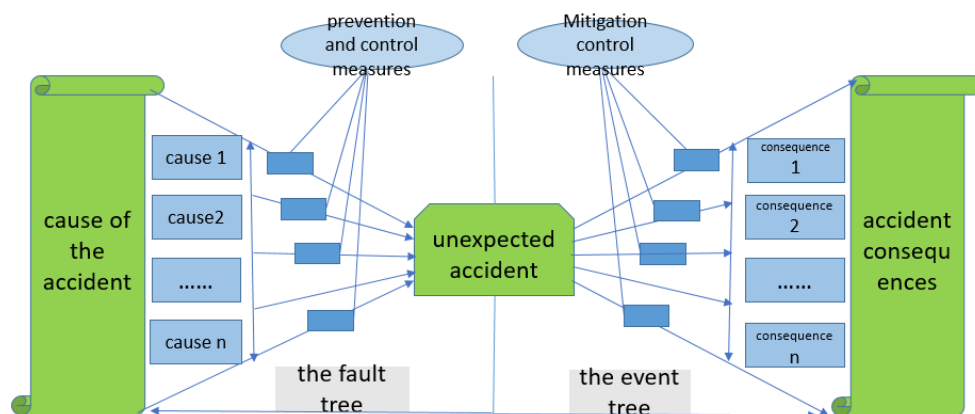 prevention
and control
measures
Mitigation
control
measures
cause of
the
accident
cause 1
cause2
......
cause n
unexpected
accident
consequence
1
consequence
2
......
consequence
n
accident
consequ
ences
the fault
tree
the event
tree